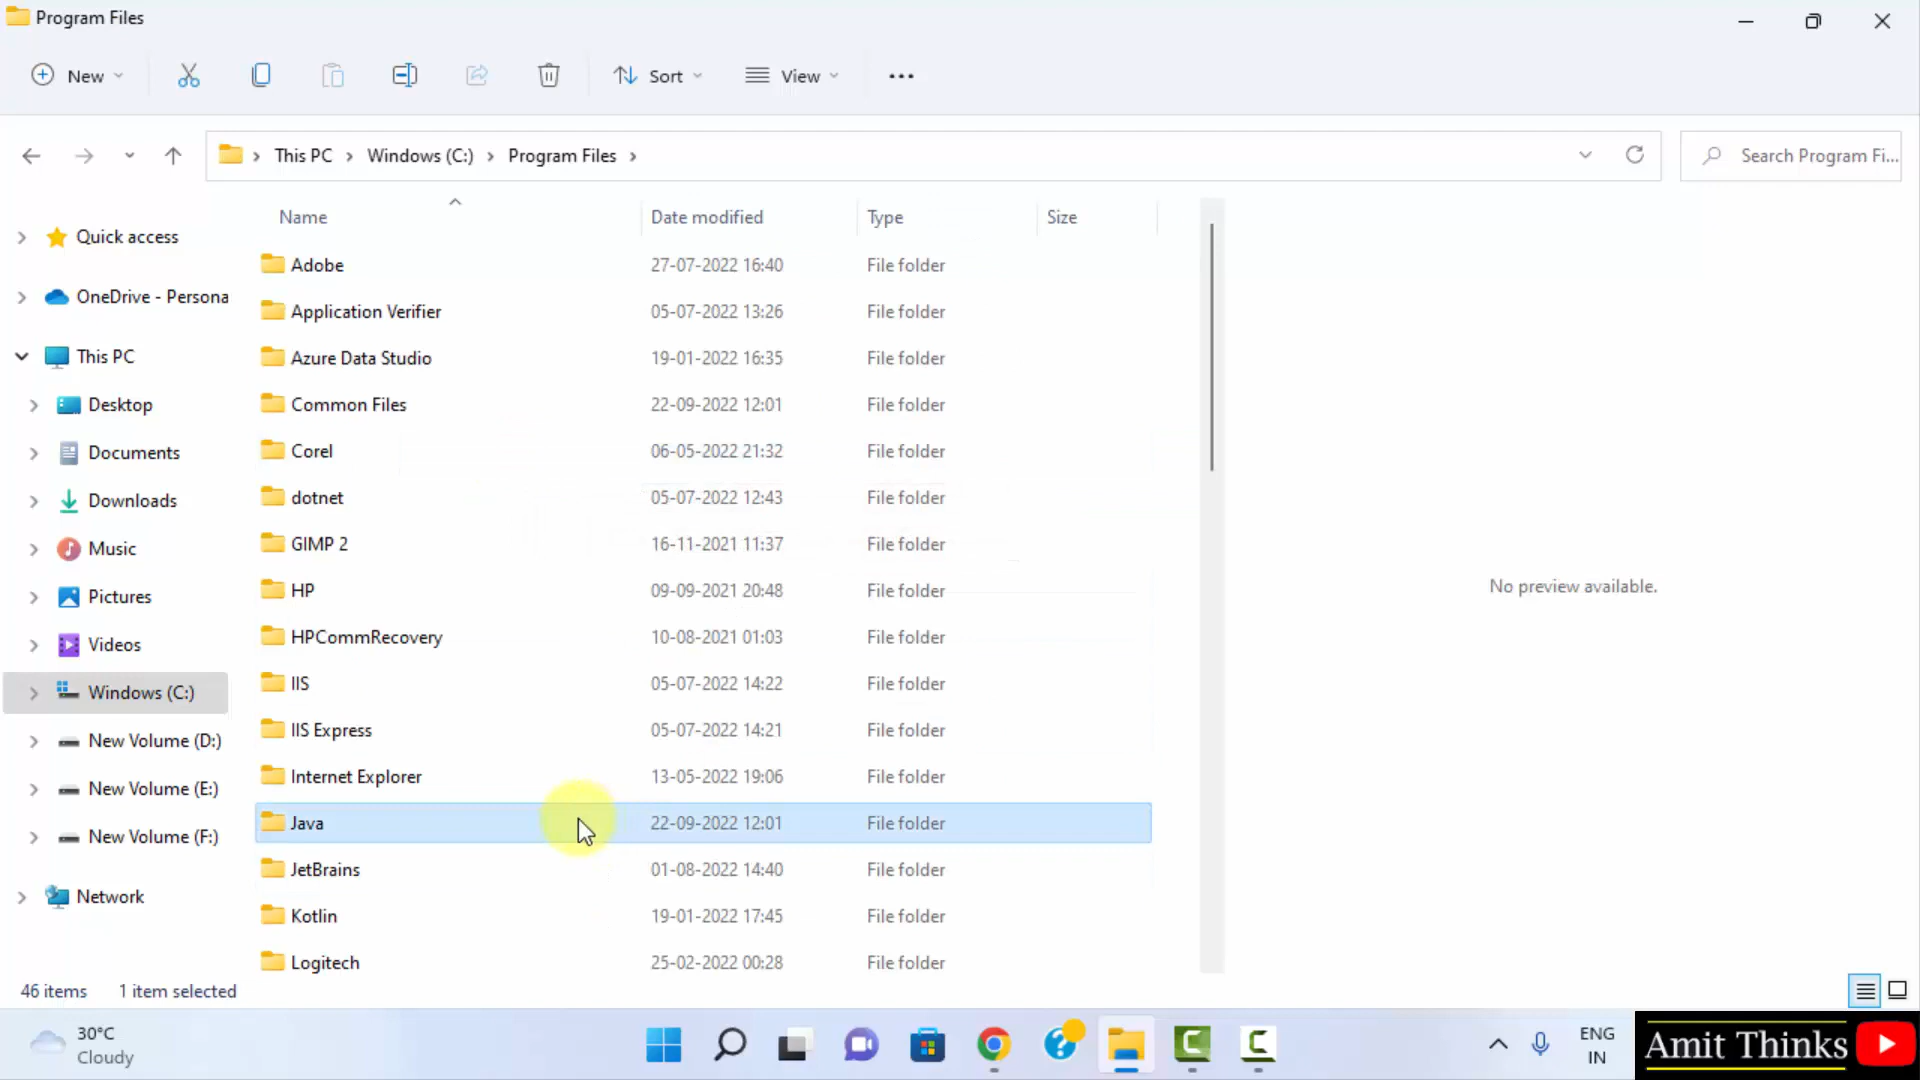 Program Files
New
Sort
View
This PC > Windows (C:) > Program Files >
Search Program Fi...
Name Date modified Type Size
Quick access
OneDrive - Persona
This PC
Desktop
Documents
Downloads
Music
Pictures
Videos
Windows (C:)
New Volume (D:)
New Volume (E:)
New Volume (F:)
Network
Adobe 27-07-2022 16:40 File folder
Application Verifier 05-07-2022 13:26 File folder
Azure Data Studio 19-01-2022 16:35 File folder
Common Files 22-09-2022 12:01 File folder
Corel 06-05-2022 21:32 File folder
dotnet 05-07-2022 12:43 File folder
GIMP 2 16-11-2021 11:37 File folder
HP 09-09-2021 20:48 File folder
HPCommRecovery 10-08-2021 01:03 File folder
IIS 05-07-2022 14:22 File folder
IIS Express 05-07-2022 14:21 File folder
Internet Explorer 13-05-2022 19:06 File folder
Java 22-09-2022 12:01 File folder
JetBrains 01-08-2022 14:40 File folder
Kotlin 19-01-2022 17:45 File folder
Logitech 25-02-2022 00:28 File folder
No preview available.
46 items 1 item selected
30°C
Cloudy
ENG
IN
Amit Thinks